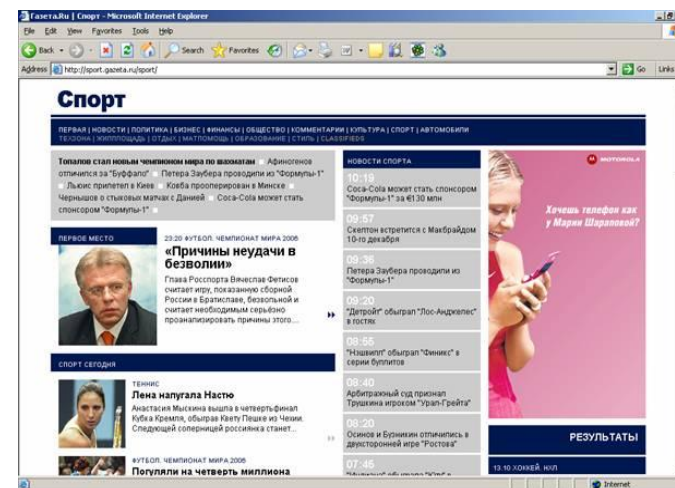 Газета.Ru | Спорт - Microsoft Internet Explorer
File Edit View Favorites Tools Help
Back Search Favorites
Address http://sport.gazeta.ru/sport/ Go Links
Спорт
ПЕРВАЯ | НОВОСТИ | ПОЛИТИКА | БИЗНЕС | ФИНАНСЫ | ОБЩЕСТВО | КОММЕНТАРИИ | КУЛЬТУРА | СПОРТ | АВТОМОБИЛИ
ТЕХЗОНА | ЖИЛПЛОЩАДЬ | ОТДЫХ | МАТПОМОЩЬ | ОБРАЗОВАНИЕ | СТИЛЬ | CLASSIFIEDS
Топалов стал новым чемпионом мира по шахматам Афиногенов
отличился за "Буффало" Петера Заубера проводили из "Формулы-1"
Льюис прилетел в Киев Ковба прооперирован в Минске
Чернышов о стыковых матчах с Данией Coca-Cola может стать
спонсором "Формулы-1"
ПЕРВОЕ МЕСТО
23:20 ФУТБОЛ. ЧЕМПИОНАТ МИРА 2006
«Причины неудачи в
безволии»
Глава Росспорта Вячеслав Фетисов
считает игру, показанную сборной
России в Братиславе, безвольной и
считает необходимым серьёзно
проанализировать причины этого...
СПОРТ СЕГОДНЯ
ТЕННИС
Лена напугала Настю
Анастасия Мыскина вышла в четвертьфинал
Кубка Кремля, обыграв Квету Пешке из Чехии.
Следующей соперницей россиянка станет...
ФУТБОЛ. ЧЕМПИОНАТ МИРА 2006
Погуляли на четверть миллиона
НОВОСТИ СПОРТА
10:19
Coca-Cola может стать спонсором
"Формулы-1" за €130 млн
09:57
Скелтон встретится с Макбрайдом
10-го декабря
09:36
Петера Заубера проводили из
"Формулы-1"
09:20
"Детройт" обыграл "Лос-Анджелес"
в гостях
08:55
"Нэшвилл" обыграл "Финикс" в
серии буллитов
08:40
Арбитражный суд признал
Трушкина игроком "Урал-Грейта"
08:20
Осинов и Бузникин отличились в
двухсторонней игре "Ростова"
07:45
MOTOROLA
Хочешь телефон как
у Марии Шараповой?
РЕЗУЛЬТАТЫ
13:10 ХОККЕЙ. НХЛ
Internet